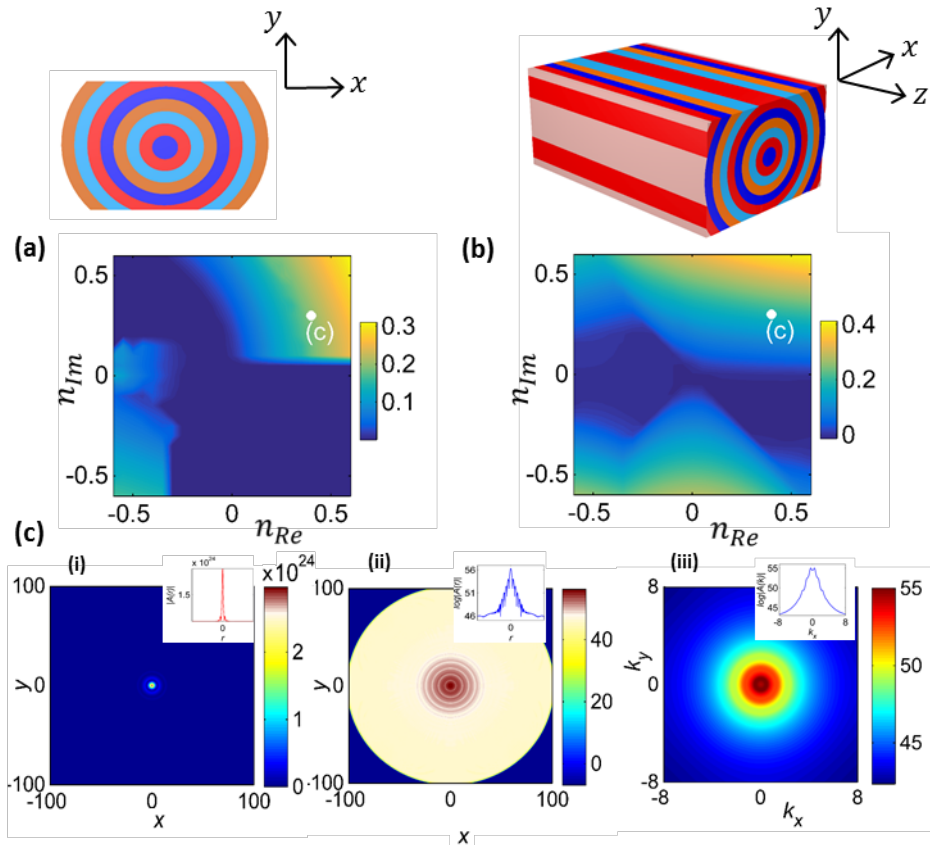 y
x
y
x
z
(a)
(b)
0.5
0
-0.5
n_Im
(c)
0.3
0.2
0.1
-0.5
0
0.5
n_Re
0.5
0
-0.5
n_Im
(c)
0.4
0.2
0
-0.5
0
0.5
n_Re
(c)
(i)
x 10^24
|A(r)|
1.5
0
r
x10^24
2
1
0
100
0
-100
y
-100
0
100
x
(ii)
log|A(r)|
56
51
46
0
r
40
20
0
100
0
-100
y
0
100
x
(iii)
log|A(k)|
55
50
45
-8
0
8
k_x
55
50
45
8
0
-8
k_y
-8
0
8
k_x